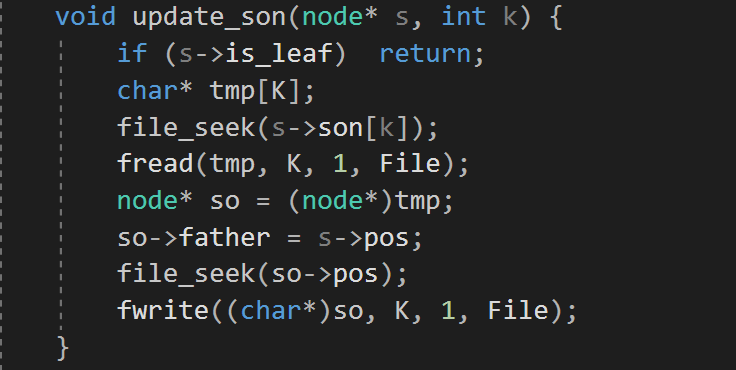 void update_son(node* s, int k) {
if (s->is_leaf)  return;
char* tmp[K];
file_seek(s->son[k]);
fread(tmp, K, 1, File);
node* so = (node*)tmp;
so->father = s->pos;
file_seek(so->pos);
fwrite((char*)so, K, 1, File);
}